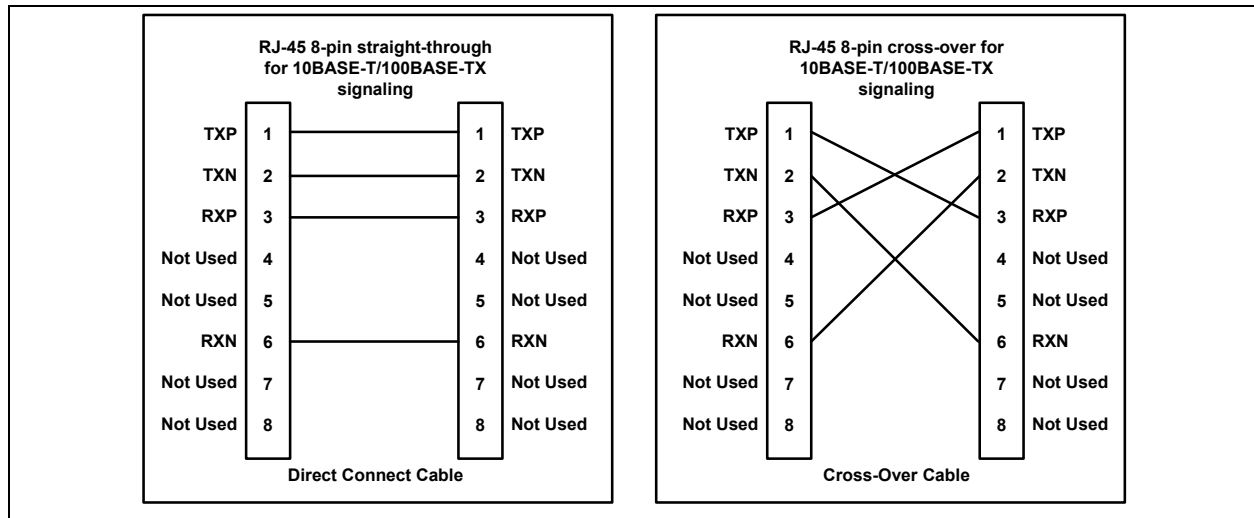 RJ-45 8-pin straight-through
for 10BASE-T/100BASE-TX
signaling
TXP 1 1 TXP
TXN 2 2 TXN
RXP 3 3 RXP
Not Used 4 4 Not Used
Not Used 5 5 Not Used
RXN 6 6 RXN
Not Used 7 7 Not Used
Not Used 8 8 Not Used
Direct Connect Cable
RJ-45 8-pin cross-over for
10BASE-T/100BASE-TX
signaling
TXP 1 1 TXP
TXN 2 2 TXN
RXP 3 3 RXP
Not Used 4 4 Not Used
Not Used 5 5 Not Used
RXN 6 6 RXN
Not Used 7 7 Not Used
Not Used 8 8 Not Used
Cross-Over Cable